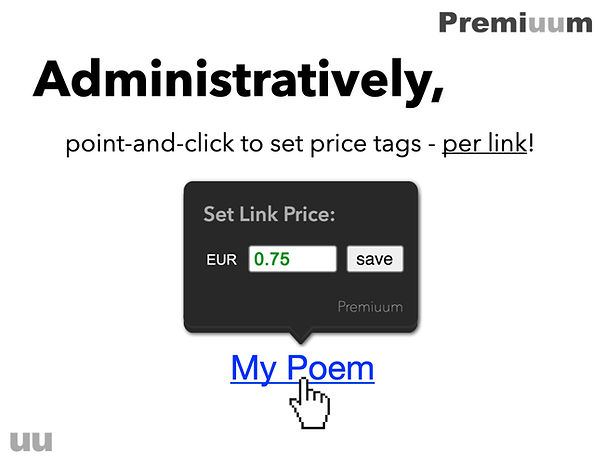 Premiuum
Administratively,
point-and-click to set price tags - per link!
Set Link Price:
EUR 0.75 save
Premiuum
My Poem
uu